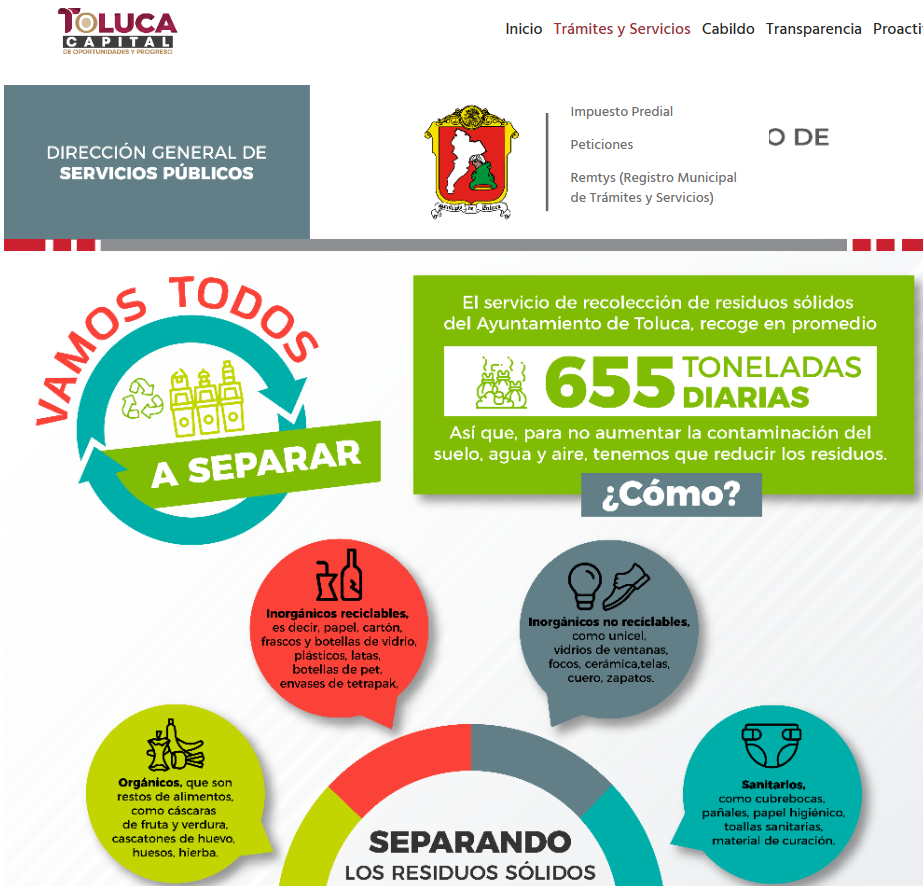 TOLUCA
CAPITAL
DE OPORTUNIDADES Y PROGRESO
Inicio Trámites y Servicios Cabildo Transparencia Proacti
DIRECCIÓN GENERAL DE
SERVICIOS PÚBLICOS
Impuesto Predial
Peticiones
Remtys (Registro Municipal
de Trámites y Servicios)
O DE
VAMOS TODOS
A SEPARAR
El servicio de recolección de residuos sólidos
del Ayuntamiento de Toluca, recoge en promedio
655 TONELADAS
DIARIAS
Así que, para no aumentar la contaminación del
suelo, agua y aire, tenemos que reducir los residuos.
¿Cómo?
Inorgánicos reciclables,
es decir, papel, cartón,
frascos y botellas de vidrio,
plásticos, latas,
botellas de pet,
envases de tetrapak,
Inorgánicos no reciclables,
como unicel,
vidrios de ventanas,
focos, cerámica,telas,
cuero, zapatos.
Orgánicos, que son
restos de alimentos,
como cáscaras
de fruta y verdura,
cascatones de huevo,
huesos, hierba.
Sanitarios,
como cubrebocas,
pañales, papel higiénico,
toallas sanitarias,
material de curación.
SEPARANDO
LOS RESIDUOS SÓLIDOS